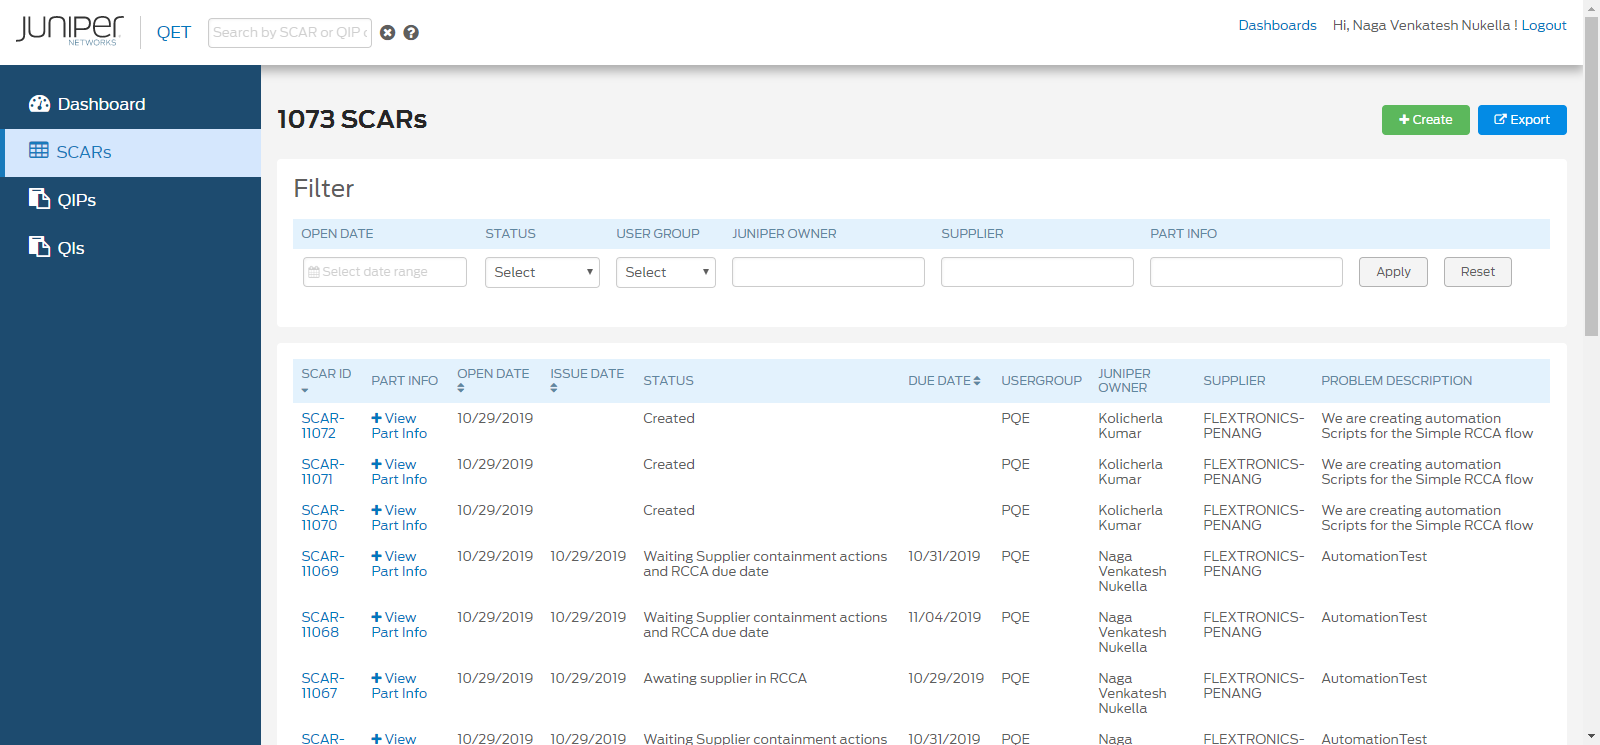 JUNIPEr
NETWORKS
QET
Search by SCAR or QIP
Dashboards
Hi, Naga Venkatesh Nukella ! Logout
Dashboard
SCARs
QIPs
QIs
1073 SCARs
Create
Export
Filter
OPEN DATE STATUS USER GROUP JUNIPER OWNER SUPPLIER PART INFO
Select date range Select Select Apply Reset
SCAR ID PART INFO OPEN DATE ISSUE DATE STATUS DUE DATE USERGROUP JUNIPER OWNER SUPPLIER PROBLEM DESCRIPTION
SCAR- View 10/29/2019 Created PQE Kolicherla FLEXTRONICS- We are creating automation
11072 Part Info Kumar PENANG Scripts for the Simple RCCA flow
SCAR- View 10/29/2019 Created PQE Kolicherla FLEXTRONICS- We are creating automation
11071 Part Info Kumar PENANG Scripts for the Simple RCCA flow
SCAR- View 10/29/2019 Created PQE Kolicherla FLEXTRONICS- We are creating automation
11070 Part Info Kumar PENANG Scripts for the Simple RCCA flow
SCAR- View 10/29/2019 10/29/2019 Waiting Supplier containment actions 10/31/2019 PQE Naga FLEXTRONICS- AutomationTest
11069 Part Info and RCCA due date Venkatesh PENANG
Nukella
SCAR- View 10/29/2019 10/29/2019 Waiting Supplier containment actions 11/04/2019 PQE Naga FLEXTRONICS- AutomationTest
11068 Part Info and RCCA due date Venkatesh PENANG
Nukella
SCAR- View 10/29/2019 10/29/2019 Awating supplier in RCCA 10/29/2019 PQE Naga FLEXTRONICS- AutomationTest
11067 Part Info Venkatesh PENANG
Nukella
SCAR- View 10/29/2019 10/29/2019 Waiting Supplier containment actions 10/31/2019 PQE Naga FLEXTRONICS- AutomationTest